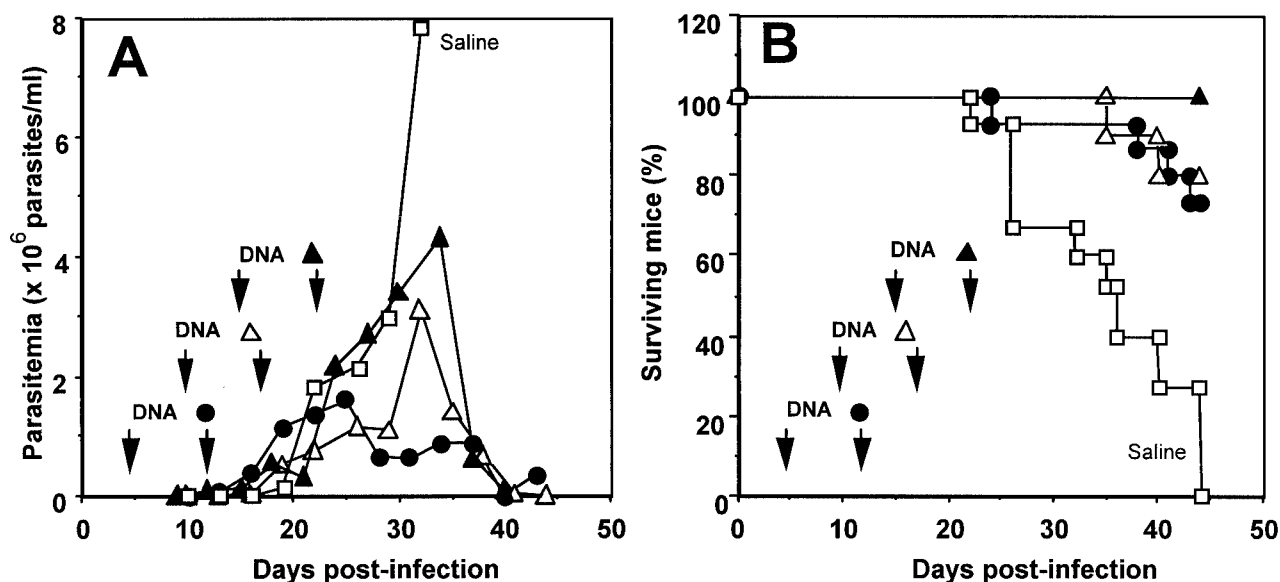 A
Parasitemia (x 10⁶ parasites/ml)
8
6
4
2
0
Saline
DNA
DNA
DNA
0 10 20 30 40 50
Days post-infection
B
Surviving mice (%)
120
100
80
60
40
20
0
DNA
DNA
DNA
Saline
0 10 20 30 40 50
Days post-infection